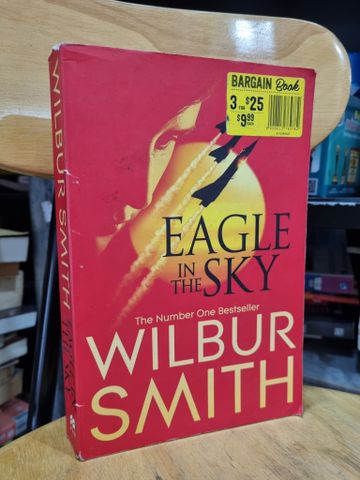 BARGAIN Book
3 FOR $25
$9.99
EACH
EAGLE
IN
THE SKY
The Number One Bestseller
WILBUR
SMITH
WILBUR SMITH